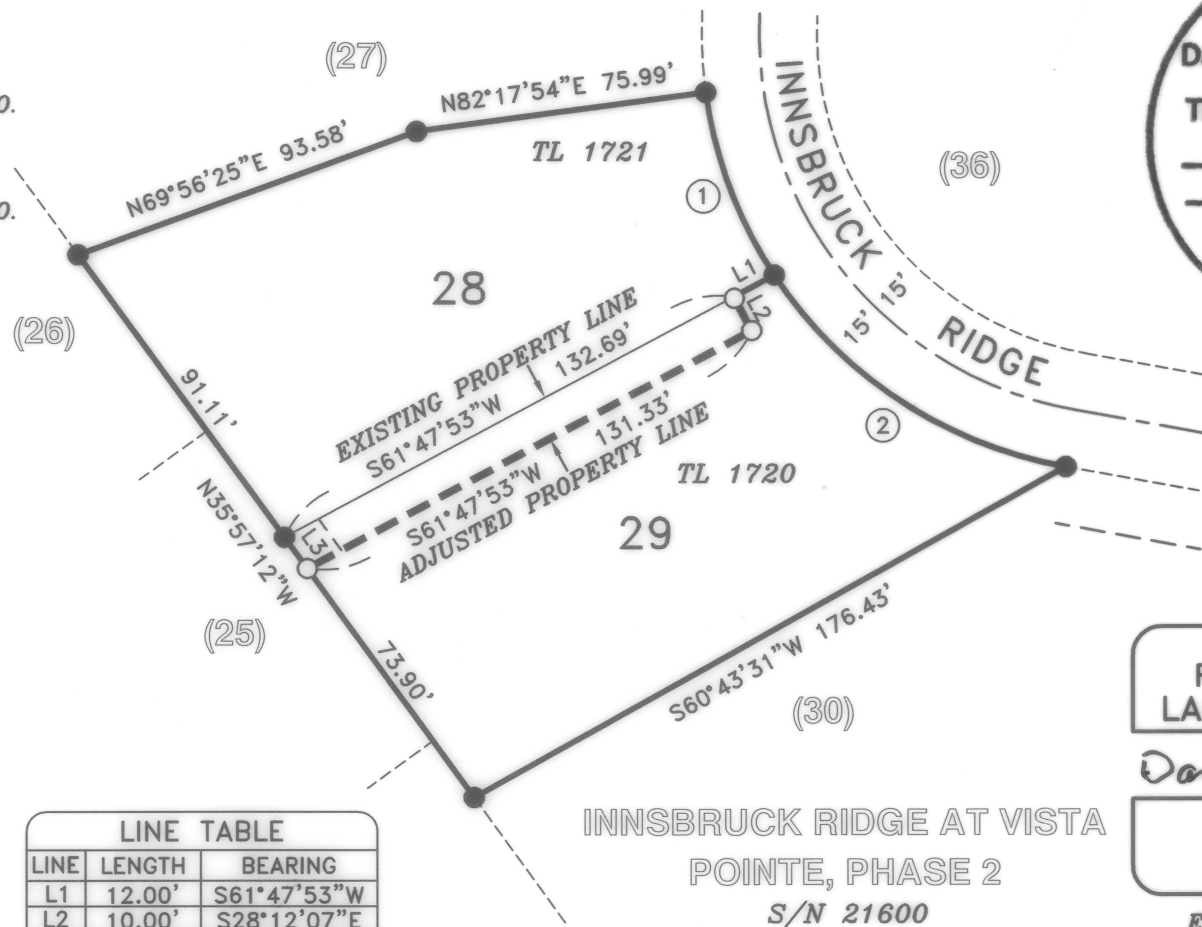 (27)
N82°17'54"E 75.99'
N69°56'25"E 93.58'
TL 1721
INNSBRUCK RIDGE
(36)
1
28
L1
L2
15' 15'
(26)
EXISTING PROPERTY LINE
132.69'
S61°47'53"W
91.11'
2
131.33'
S61°47'53"W
ADJUSTED PROPERTY LINE
TL 1720
L3
29
N35°57'12"W
(25)
73.90'
S60°43'31"W 176.43'
(30)
LINE TABLE
LINE LENGTH BEARING
L1 12.00' S61°47'53"W
L2 10.00' S28°12'07"E
INNSBRUCK RIDGE AT VISTA
POINTE, PHASE 2
S/N 21600
LA